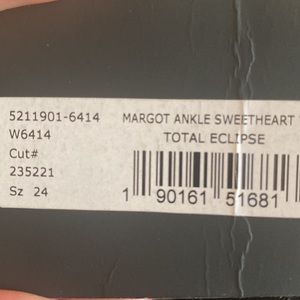 5211901-6414
W6414
Cut#
235221
Sz 24
MARGOT ANKLE SWEETHEART
TOTAL ECLIPSE
1 90161 51681